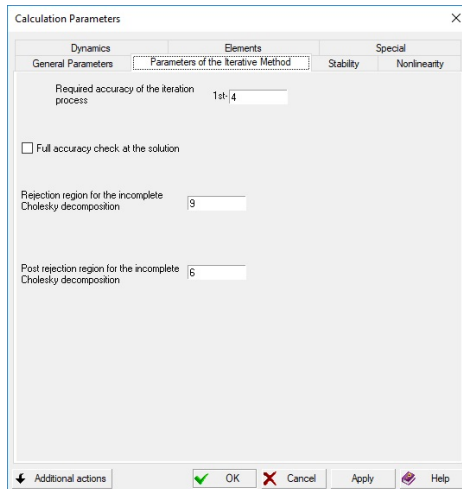 Calculation Parameters
Dynamics Elements Special
General Parameters Parameters of the Iterative Method Stability Nonlinearity
Required accuracy of the iteration
process
1st- 4
Full accuracy check at the solution
Rejection region for the incomplete
Cholesky decomposition
9
Post rejection region for the incomplete
Cholesky decomposition
6
Additional actions OK Cancel Apply Help